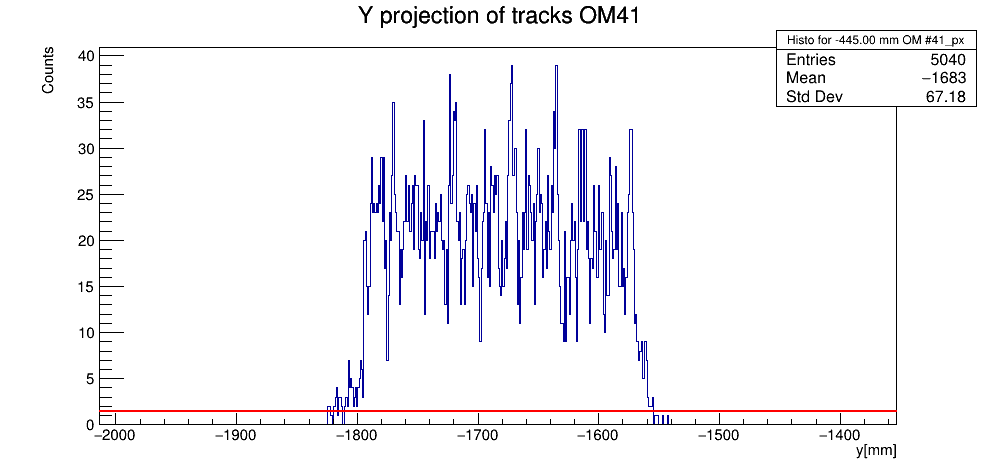 Y projection of tracks OM41
Histo for -445.00 mm OM #41_px
Entries 5040
Mean −1683
Std Dev 67.18
Counts
40
35
30
25
20
15
10
5
0
−2000 −1900 −1800 −1700 −1600 −1500 −1400
y[mm]